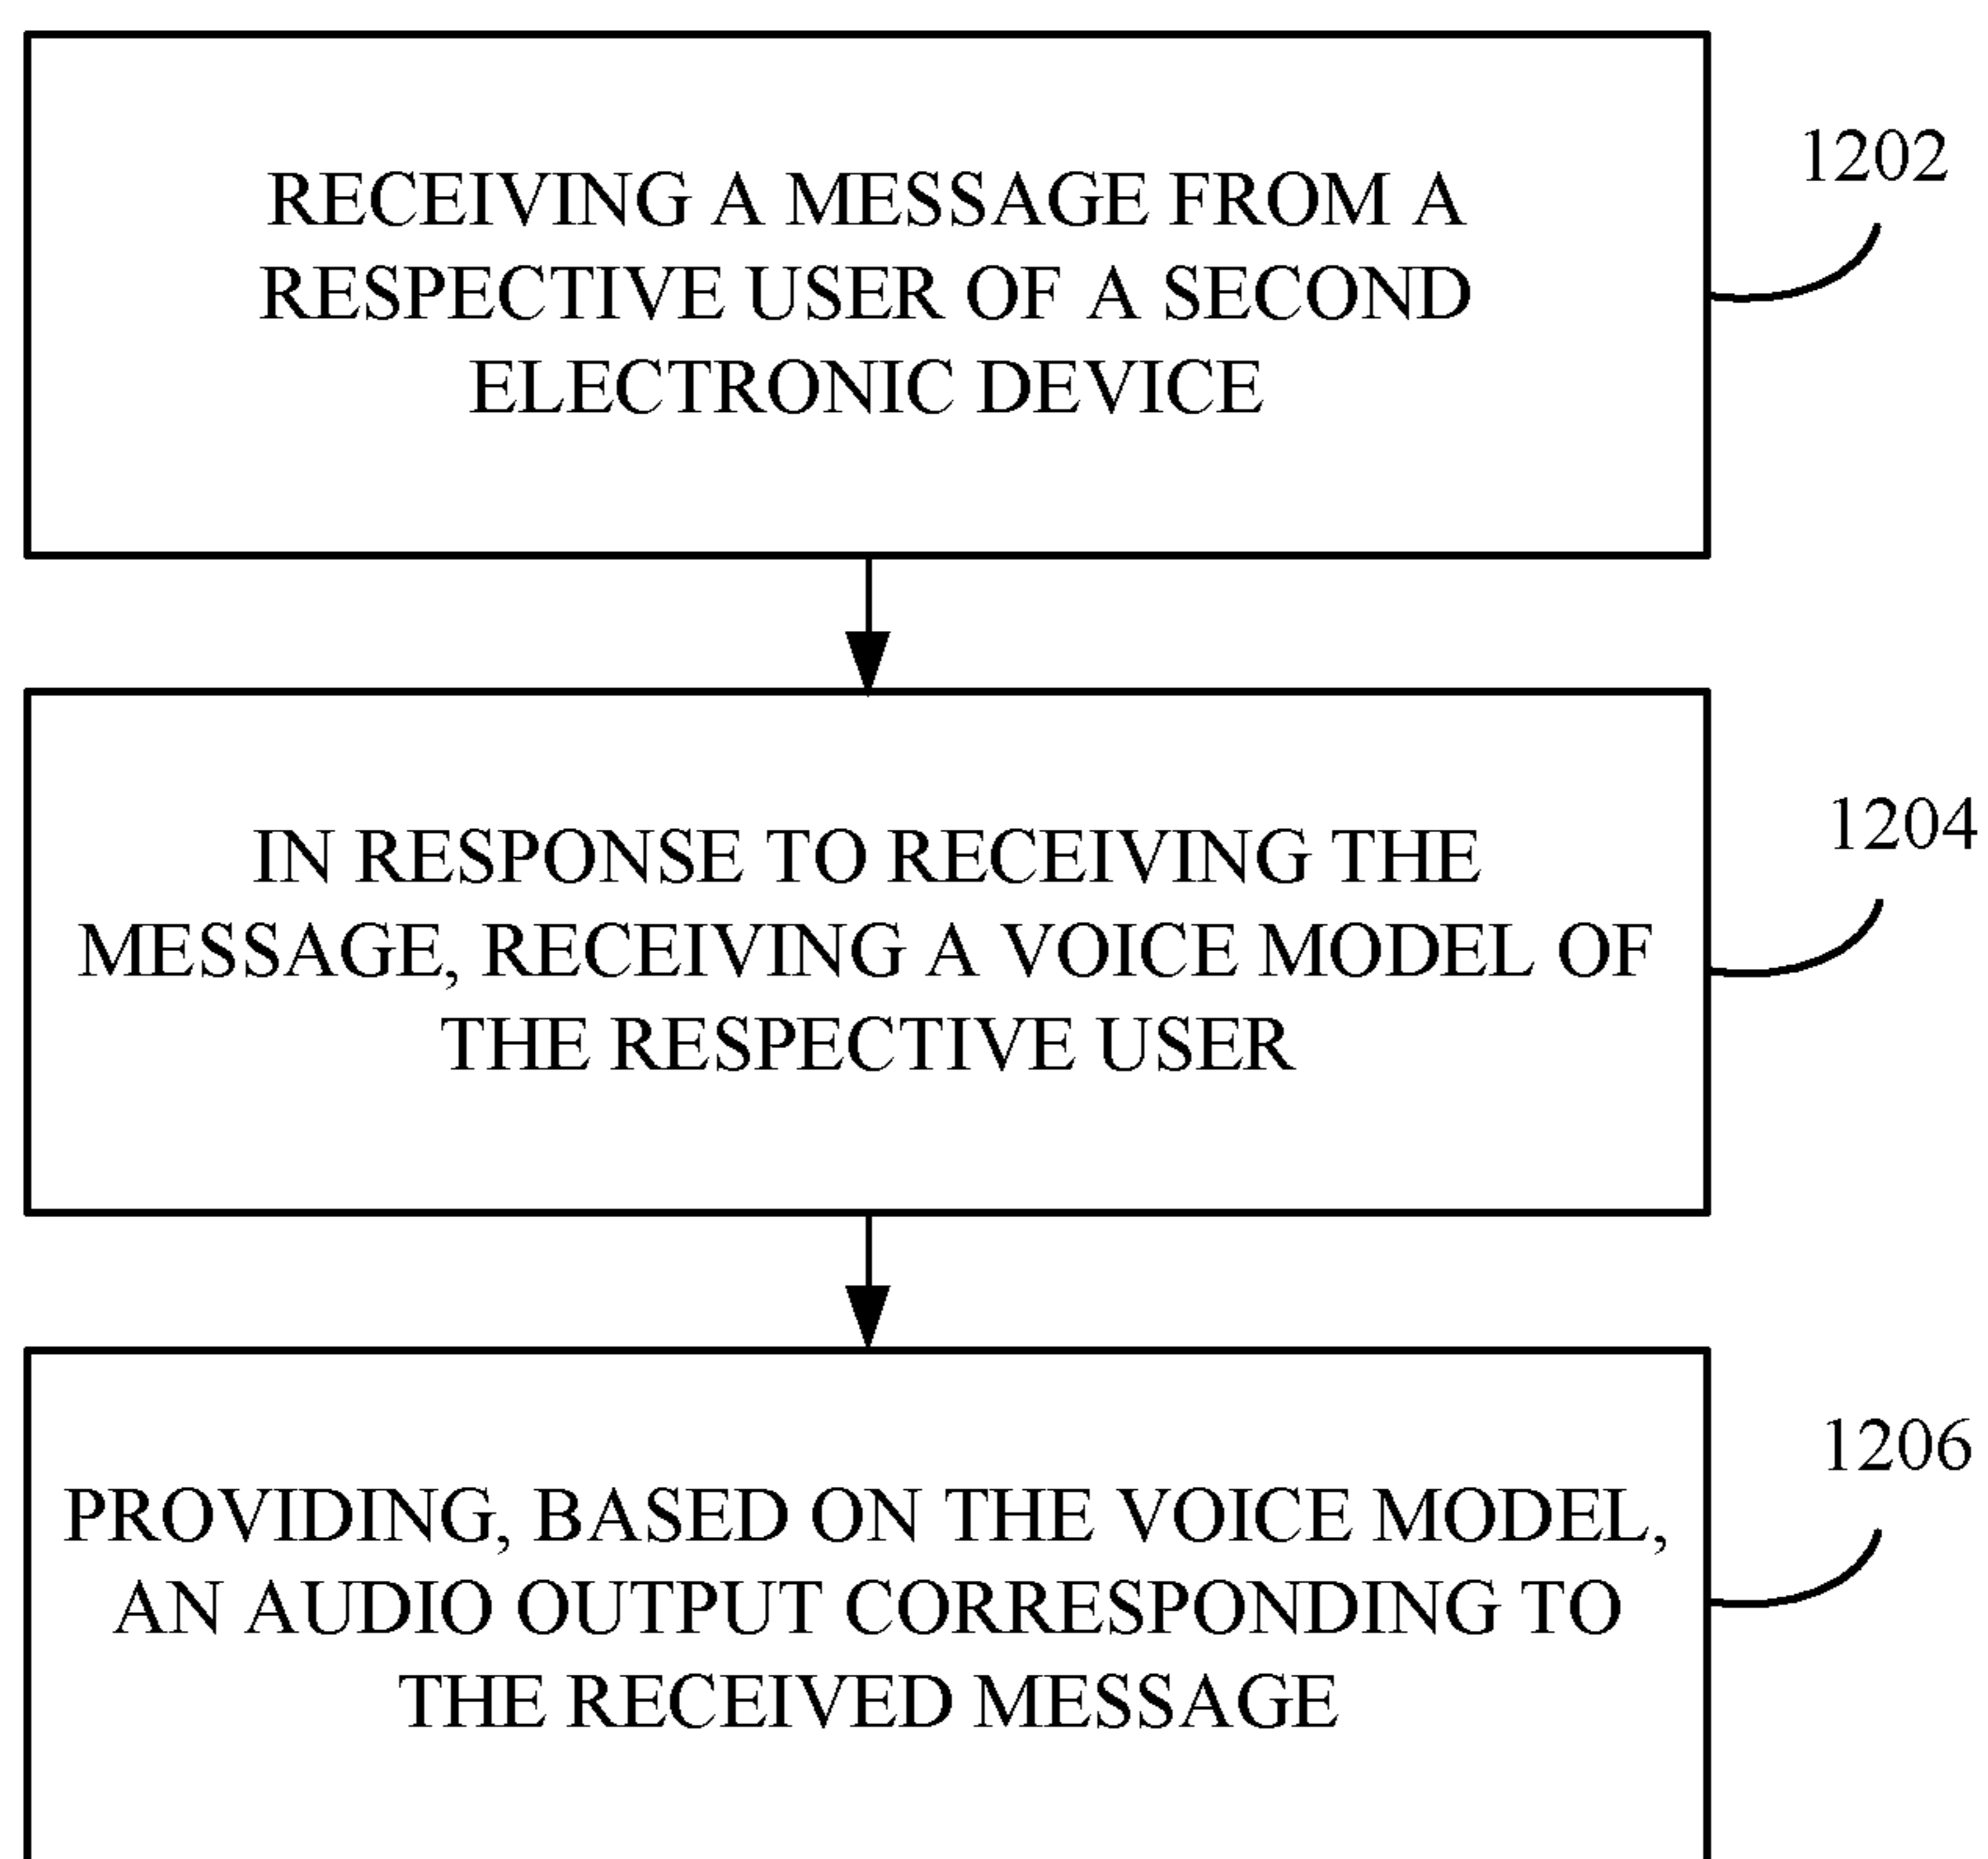 RECEIVING A MESSAGE FROM A
RESPECTIVE USER OF A SECOND
ELECTRONIC DEVICE
1202
IN RESPONSE TO RECEIVING THE
MESSAGE, RECEIVING A VOICE MODEL OF
THE RESPECTIVE USER
1204
PROVIDING, BASED ON THE VOICE MODEL,
AN AUDIO OUTPUT CORRESPONDING TO
THE RECEIVED MESSAGE
1206